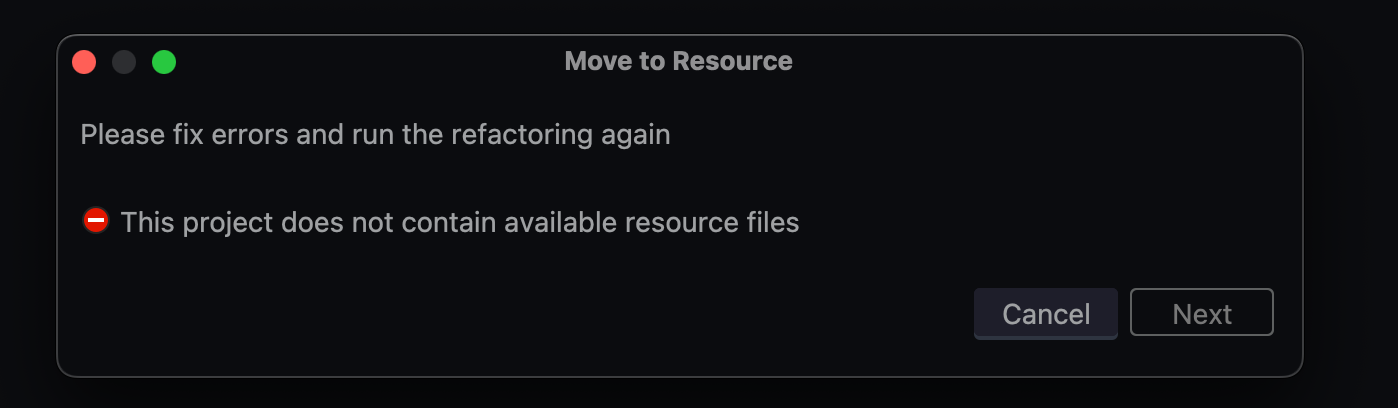 Move to Resource
Please fix errors and run the refactoring again
This project does not contain available resource files
Cancel
Next